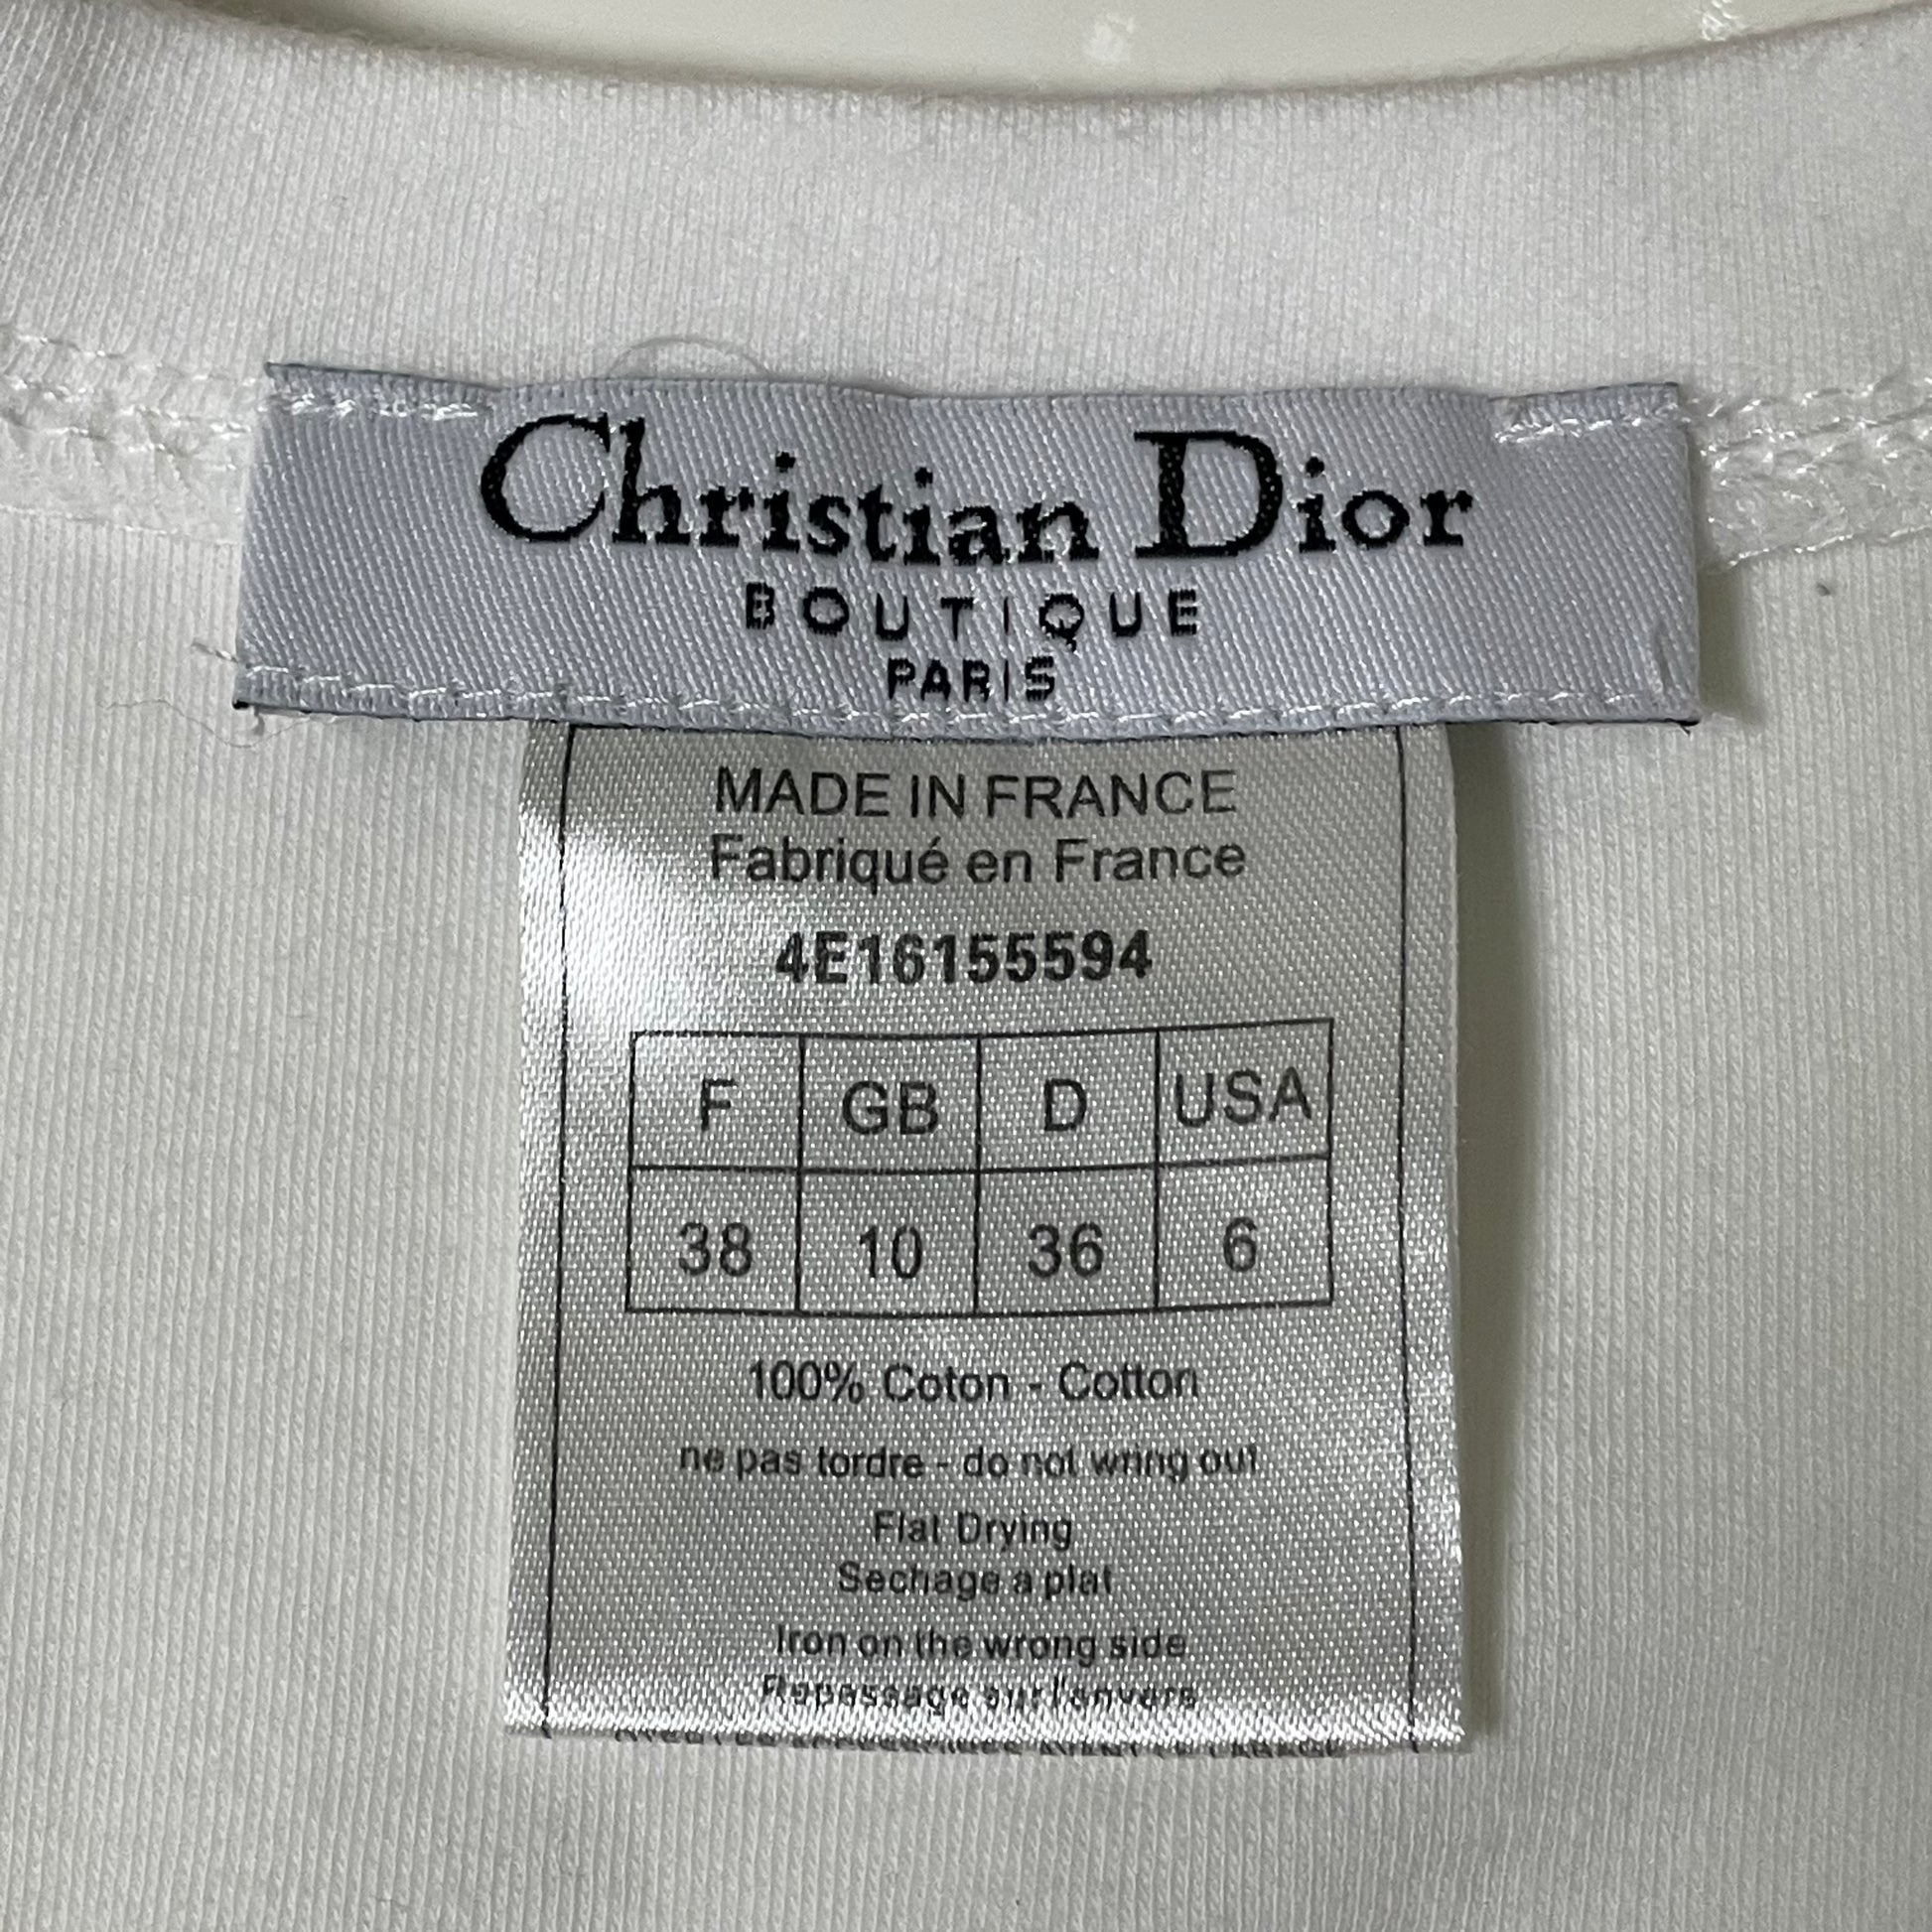 Christian Dior
BOUTIQUE
PARIS
MADE IN FRANCE
Fabriqué en France
4E16155594
F GB D USA
38 10 36 6
100% Coton - Cotton
ne pas tordre - do not wring out
Flat Drying
Sechage a plat
Iron on the wrong side
Repassage sur l'envers